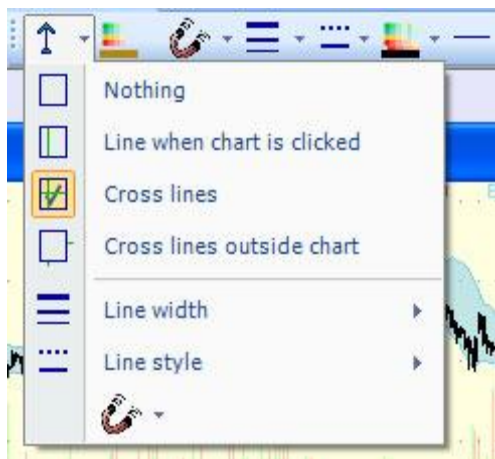 Nothing
Line when chart is clicked
Cross lines
Cross lines outside chart
Line width
Line style